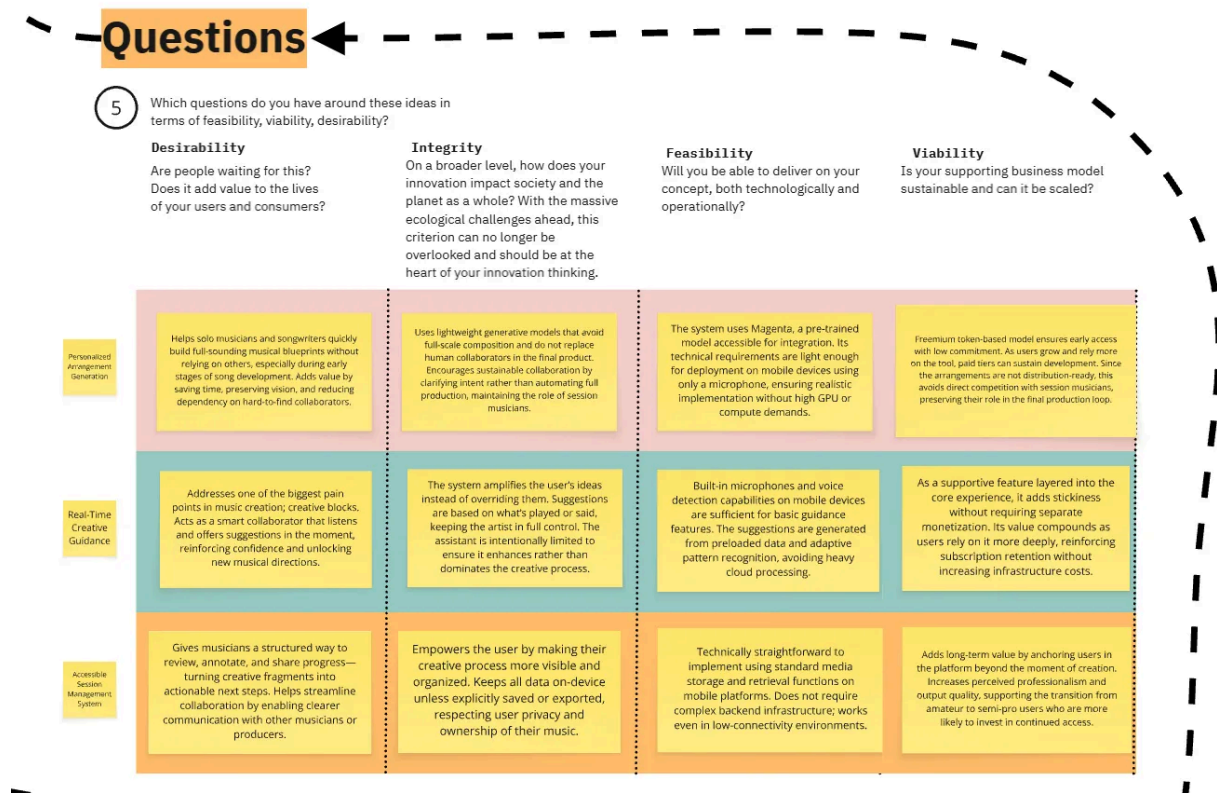 Questions
5
Which questions do you have around these ideas in
terms of feasibility, viability, desirability?
Desirability
Are people waiting for this?
Does it add value to the lives
of your users and consumers?
Integrity
On a broader level, how does your
innovation impact society and the
planet as a whole? With the massive
ecological challenges ahead, this
criterion can no longer be
overlooked and should be at the
heart of your innovation thinking.
Feasibility
Will you be able to deliver on your
concept, both technologically and
operationally?
Viability
Is your supporting business model
sustainable and can it be scaled?
Personalized
Arrangement
Generation
Helps solo musicians and songwriters quickly
build full-sounding musical blueprints without
relying on others, especially during early
stages of song development. Adds value by
saving time, preserving vision, and reducing
dependency on hard-to-find collaborators.
Uses lightweight generative models that avoid
full-scale composition and do not replace
human collaborators in the final product.
Encourages sustainable collaboration by
clarifying intent rather than automating full
production, maintaining the role of session
musicians.
The system uses Magenta, a pre-trained
model accessible for integration. Its
technical requirements are light enough
for deployment on mobile devices using
only a microphone, ensuring realistic
implementation without high GPU or
compute demands.
Freemium token-based model ensures early access
with low commitment. As users grow and rely more
on the tool, paid tiers can sustain development. Since
the arrangements are not distribution-ready, this
avoids direct competition with session musicians,
preserving their role in the final production loop.
Real-Time
Creative
Guidance
Addresses one of the biggest pain
points in music creation; creative blocks.
Acts as a smart collaborator that listens
and offers suggestions in the moment,
reinforcing confidence and unlocking
new musical directions.
The system amplifies the user's ideas
instead of overriding them. Suggestions
are based on what's played or said,
keeping the artist in full control. The
assistant is intentionally limited to
ensure it enhances rather than
dominates the creative process.
Built-in microphones and voice
detection capabilities on mobile devices
are sufficient for basic guidance
features. The suggestions are generated
from preloaded data and adaptive
pattern recognition, avoiding heavy
cloud processing.
As a supportive feature layered into the
core experience, it adds stickiness
without requiring separate
monetization. Its value compounds as
users rely on it more deeply, reinforcing
subscription retention without
increasing infrastructure costs.
Accessible
Session
Management
System
Gives musicians a structured way to
review, annotate, and share progress—
turning creative fragments into
actionable next steps. Helps streamline
collaboration by enabling clearer
communication with other musicians or
producers.
Empowers the user by making their
creative process more visible and
organized. Keeps all data on-device
unless explicitly saved or exported,
respecting user privacy and
ownership of their music.
Technically straightforward to
implement using standard media
storage and retrieval functions on
mobile platforms. Does not require
complex backend infrastructure; works
even in low-connectivity environments.
Adds long-term value by anchoring users in
the platform beyond the moment of creation.
Increases perceived professionalism and
output quality, supporting the transition from
amateur to semi-pro users who are more
likely to invest in continued access.